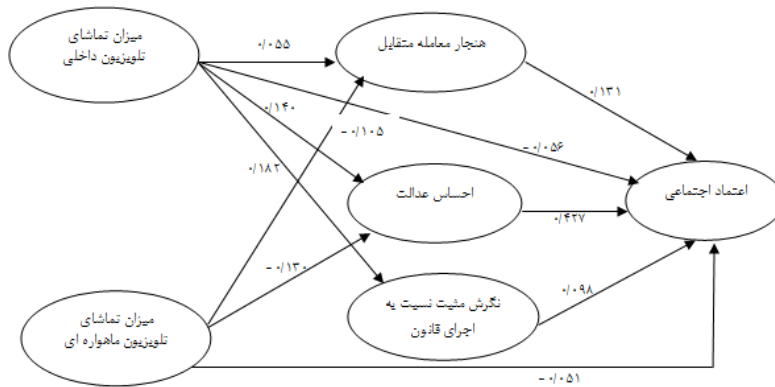 میزان تماشای
تلویزیون داخلی
هنجار معامله متقابل
۰/۰۵۵
۰/۱۳۱
۰/۱۴۰
- ۰/۱۰۵
- ۰/۰۵۶
۰/۱۸۲
احساس عدالت
اعتماد اجتماعی
۰/۴۲۷
- ۰/۱۳۰
نگرش مثبت نسبت به
اجرای قانون
۰/۰۹۸
میزان تماشای
تلویزیون ماهواره ای
- ۰/۰۵۱